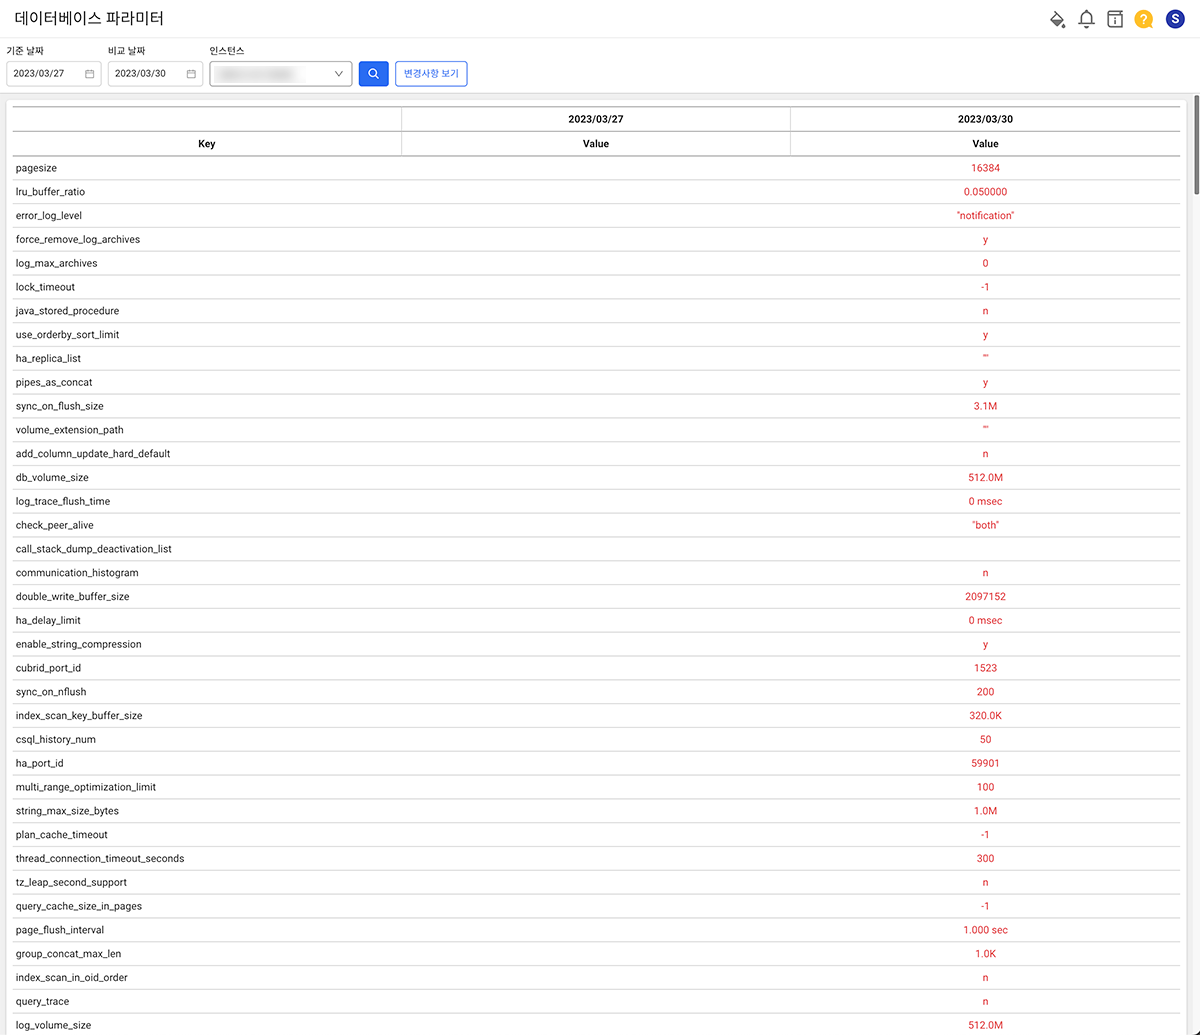 데이터베이스 파라미터
?
S
기준 날짜 비교 날짜 인스턴스
2023/03/27 2023/03/30 변경사항 보기
2023/03/27 2023/03/30
Key Value Value
pagesize 16384
lru_buffer_ratio 0.050000
error_log_level "notification"
force_remove_log_archives y
log_max_archives 0
lock_timeout -1
java_stored_procedure n
use_orderby_sort_limit y
ha_replica_list ""
pipes_as_concat y
sync_on_flush_size 3.1M
volume_extension_path ""
add_column_update_hard_default n
db_volume_size 512.0M
log_trace_flush_time 0 msec
check_peer_alive "both"
call_stack_dump_deactivation_list
communication_histogram n
double_write_buffer_size 2097152
ha_delay_limit 0 msec
enable_string_compression y
cubrid_port_id 1523
sync_on_nflush 200
index_scan_key_buffer_size 320.0K
csql_history_num 50
ha_port_id 59901
multi_range_optimization_limit 100
string_max_size_bytes 1.0M
plan_cache_timeout -1
thread_connection_timeout_seconds 300
tz_leap_second_support n
query_cache_size_in_pages -1
page_flush_interval 1.000 sec
group_concat_max_len 1.0K
index_scan_in_oid_order n
query_trace n
log_volume_size 512.0M